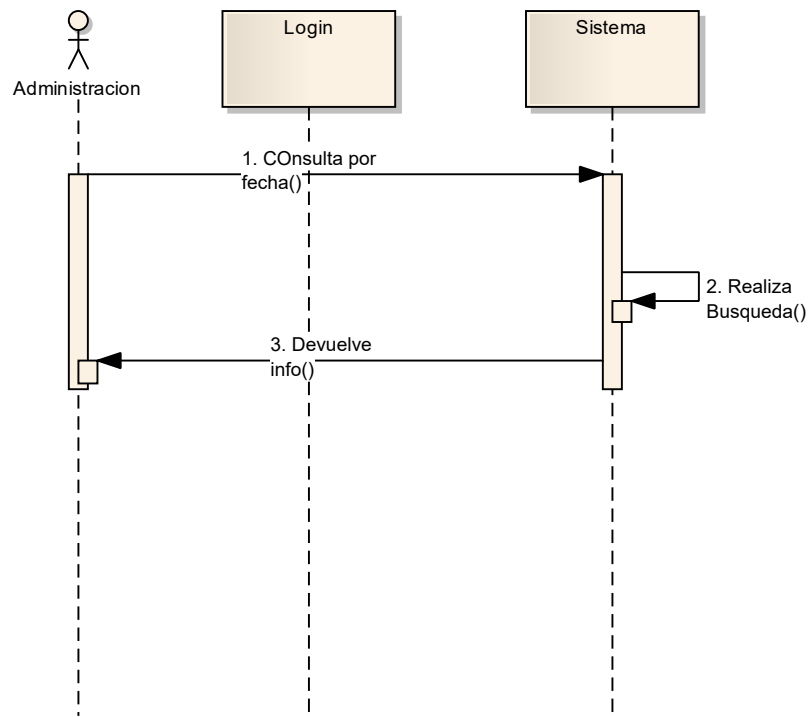 Administracion
Login
Sistema
1. COnsulta por
fecha()
2. Realiza
Busqueda()
3. Devuelve
info()